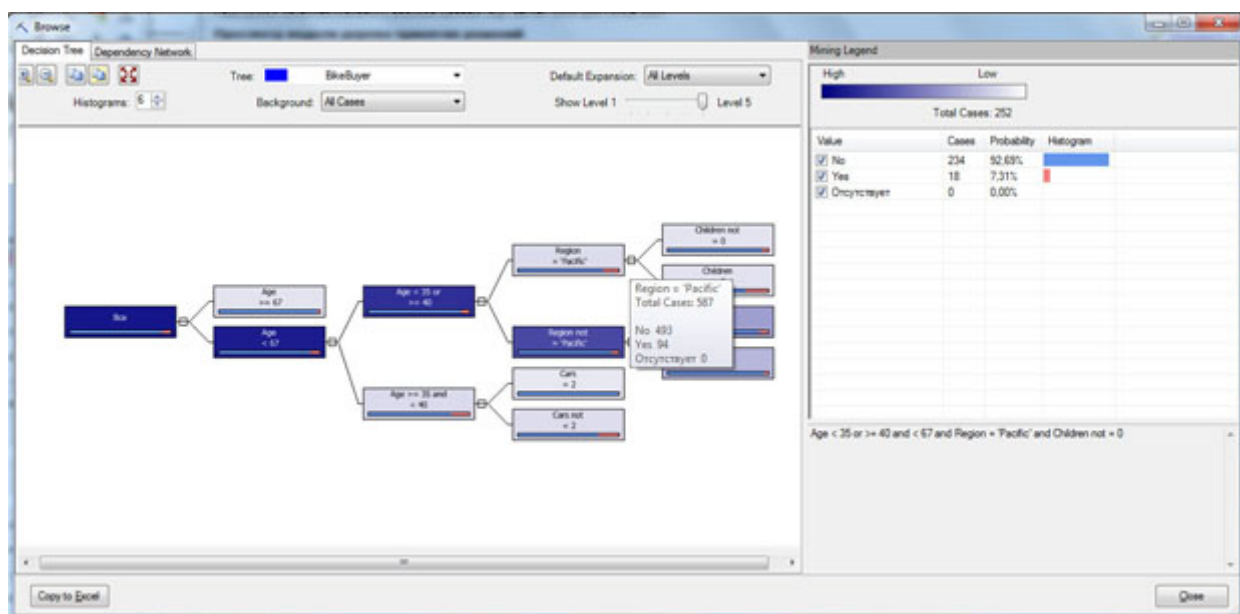 Browse
Decision Tree
Dependency Network
Tree:
BikeBuyer
Default Expansion:
All Levels
Histograms:
6
Background:
All Cases
Show Level 1
Level 5
Все
Age
>= 67
Age
< 67
Age < 35 or
>= 40
Age >= 35 and
< 40
Region
= 'Pacific'
Region not
= 'Pacific'
Cars
= 2
Cars not
= 2
Children not
= 0
Children
Region = 'Pacific'
Total Cases: 587
No 493
Yes 94
Отсутствует 0
Copy to Excel
Mining Legend
High
Low
Total Cases: 252
Value Cases Probability Histogram
No 234 92,69%
Yes 18 7,31%
Отсутствует 0 0,00%
Age < 35 or >= 40 and < 67 and Region = 'Pacific' and Children not = 0
Close